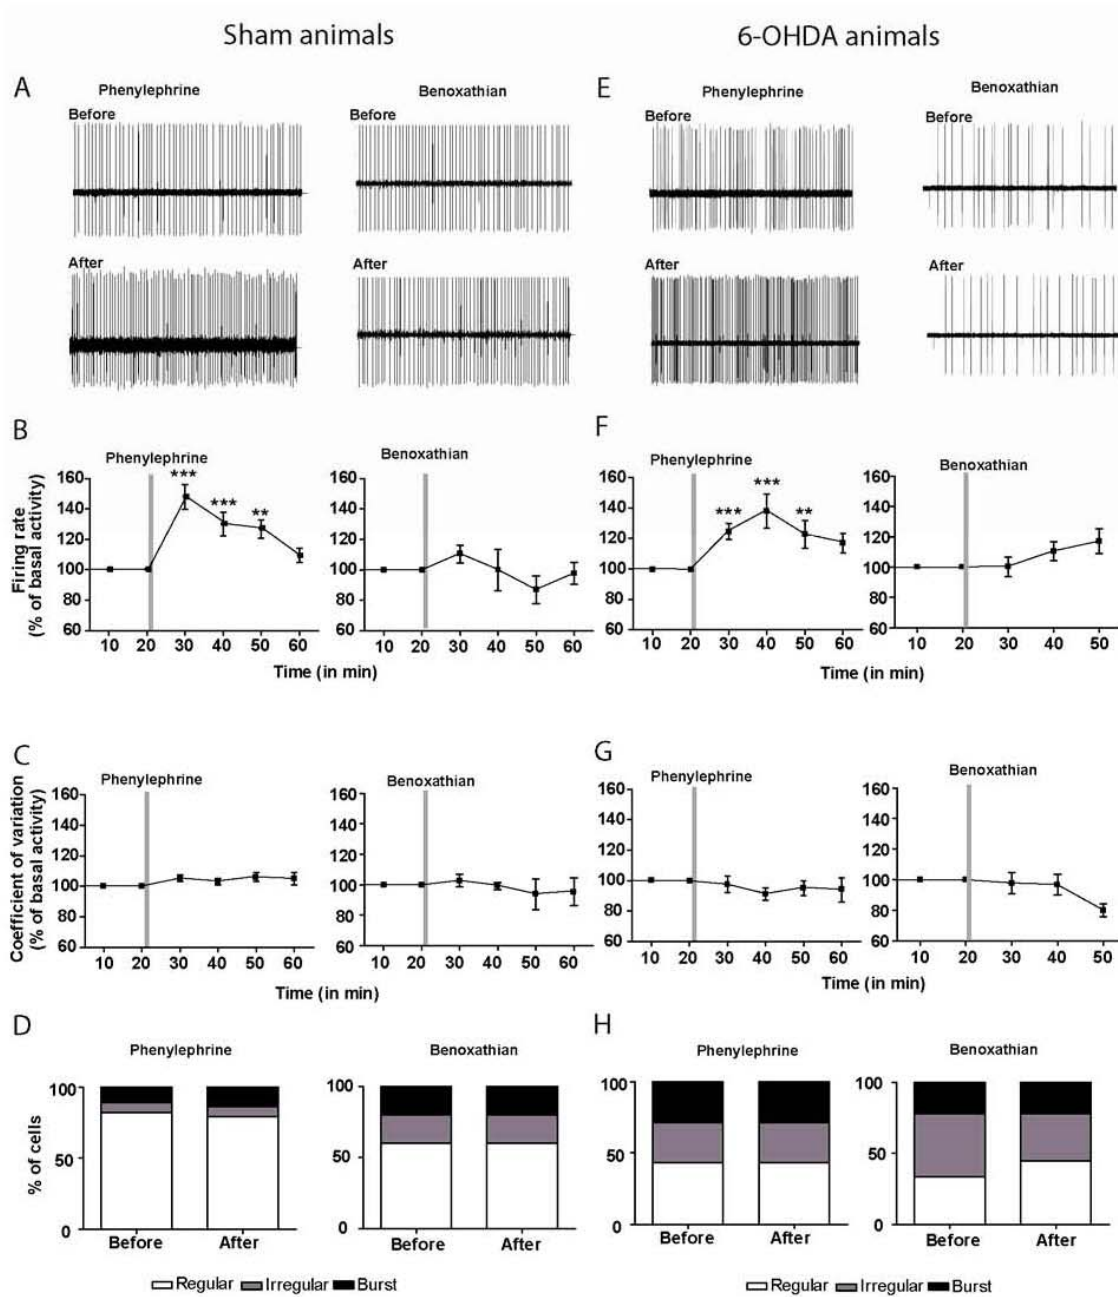 Sham animals
6-OHDA animals
A
Phenylephrine
Before
After
Benoxathian
Before
After
E
Phenylephrine
Before
After
Benoxathian
Before
After
B
Firing rate
(% of basal activity)
Phenylephrine
160
140
120
100
80
60
***
***
**
10 20 30 40 50 60
Time (in min)
Benoxathian
160
140
120
100
80
60
10 20 30 40 50 60
F
Phenylephrine
160
140
120
100
80
60
***
***
**
10 20 30 40 50 60
Time (in min)
Benoxathian
160
140
120
100
80
60
10 20 30 40 50
C
Coefficient of variation
(% of basal activity)
Phenylephrine
160
140
120
100
80
60
10 20 30 40 50 60
Time (in min)
Benoxathian
160
140
120
100
80
60
10 20 30 40 50 60
G
Phenylephrine
160
140
120
100
80
60
10 20 30 40 50 60
Time (in min)
Benoxathian
160
140
120
100
80
60
10 20 30 40 50
D
% of cells
Phenylephrine
100
50
0
Before After
Benoxathian
100
50
0
Before After
Regular Irregular Burst
H
Phenylephrine
100
50
0
Before After
Benoxathian
100
50
0
Before After
Regular Irregular Burst